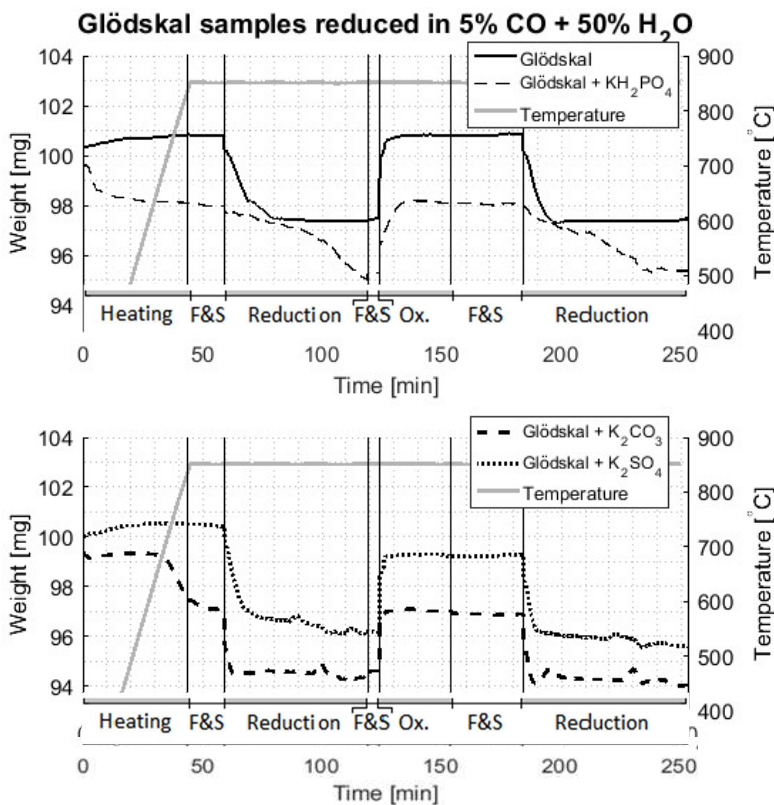 Glödskal samples reduced in 5% CO + 50% H₂O
104
102
100
98
96
94
Weight [mg]
900
800
700
600
500
400
Temperature [°C]
Glödskal
Glödskal + KH₂PO₄
Temperature
Heating F&S Reduction F&S Ox. F&S Reduction
0 50 100 150 200 250
Time [min]
104
102
100
98
96
94
Weight [mg]
900
800
700
600
500
400
Temperature [°C]
Glödskal + K₂CO₃
Glödskal + K₂SO₄
Temperature
Heating F&S Reduction F&S Ox. F&S Reduction
0 50 100 150 200 250
Time [min]